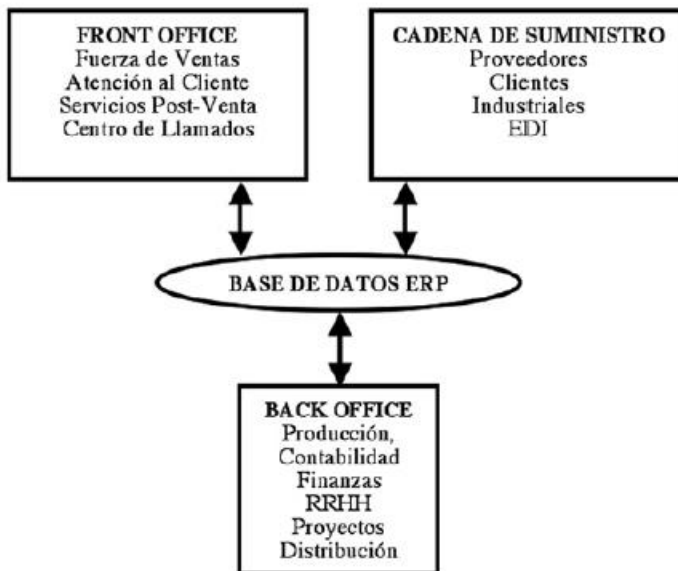 FRONT OFFICE
Fuerza de Ventas
Atención al Cliente
Servicios Post-Venta
Centro de Llamados
CADENA DE SUMINISTRO
Proveedores
Clientes
Industriales
EDI
BASE DE DATOS ERP
BACK OFFICE
Producción,
Contabilidad
Finanzas
RRHH
Proyectos
Distribución